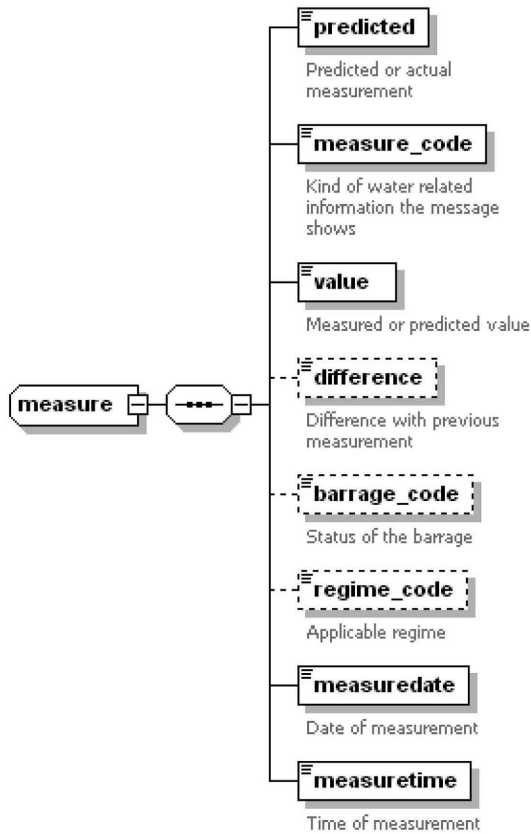 predicted
Predicted or actual
measurement
measure_code
Kind of water related
information the message
shows
value
Measured or predicted value
difference
Difference with previous
measurement
measure
barrage_code
Status of the barrage
regime_code
Applicable regime
measuredate
Date of measurement
measuretime
Time of measurement